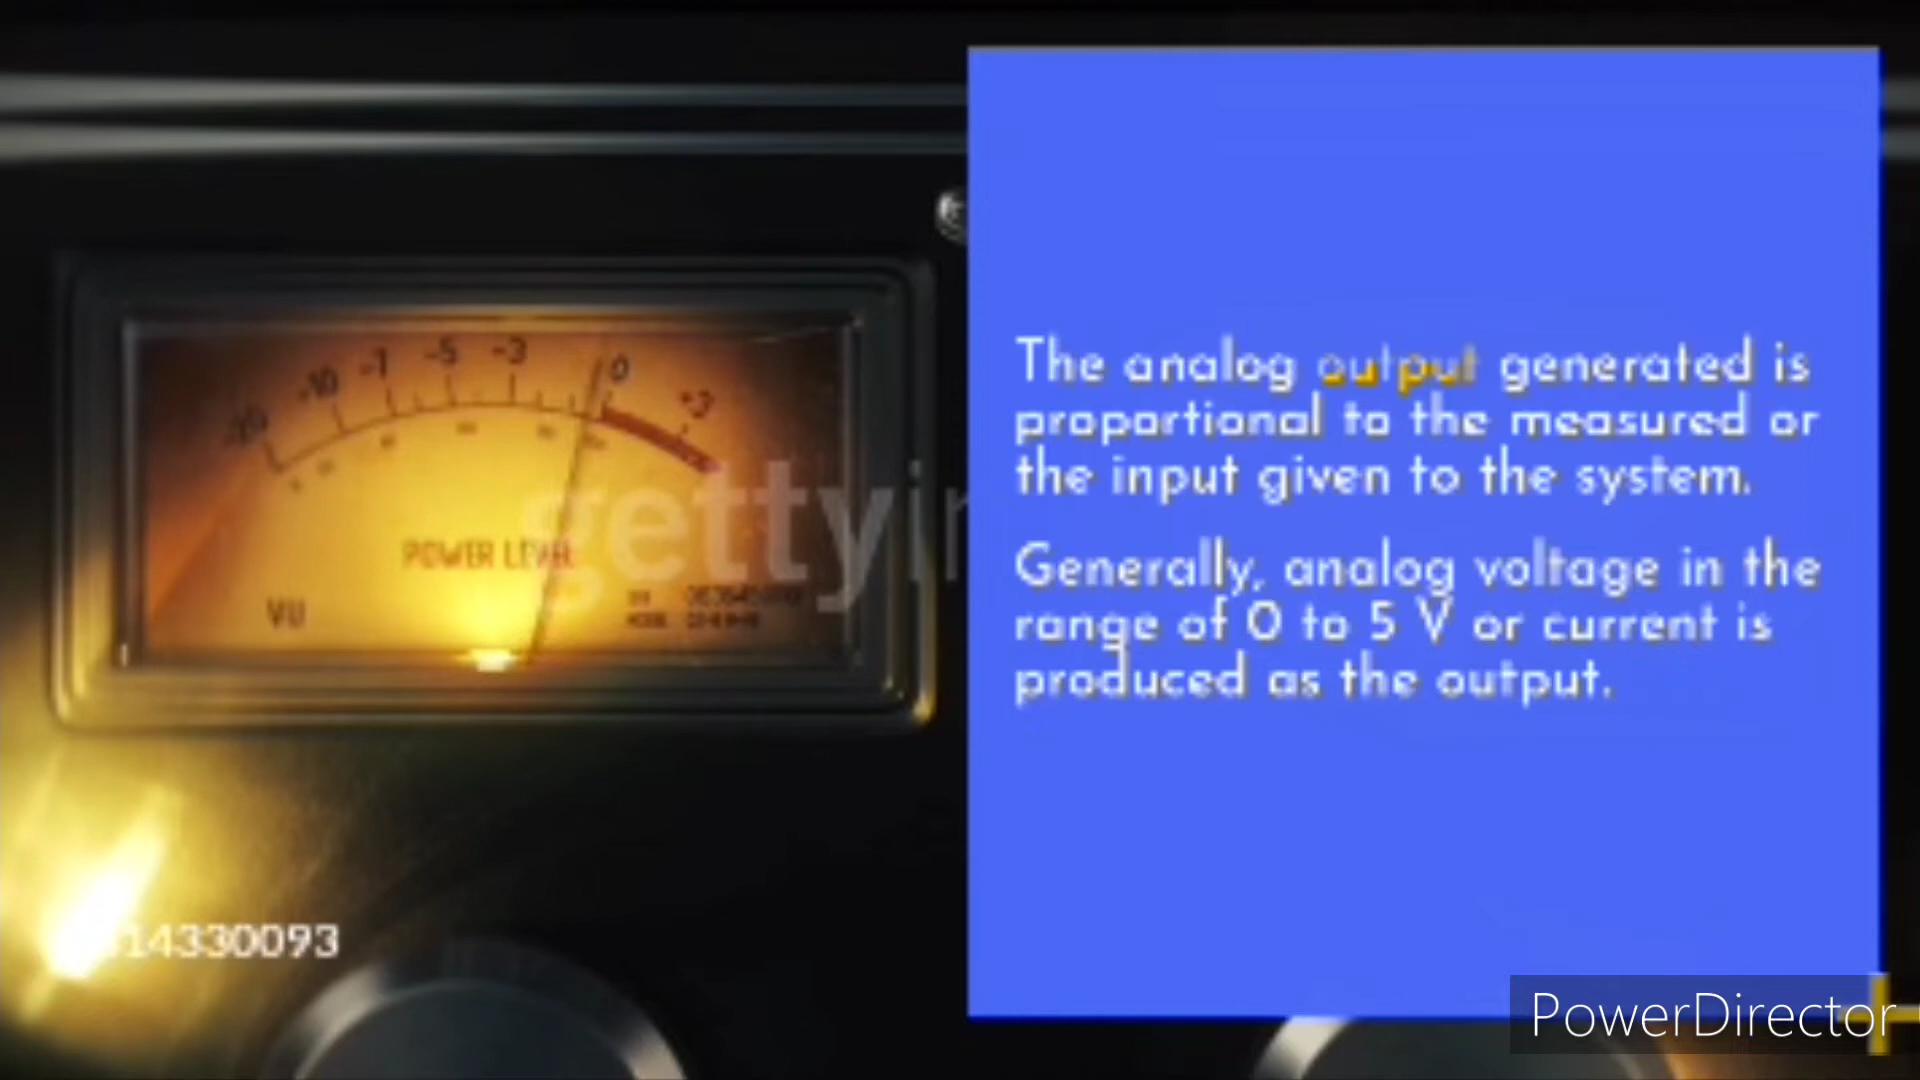 -20 -10 -7 -5 -3 0 +3
POWER LEVEL
VU
gettyim
14330093
The analog output generated is
proportional to the measured or
the input given to the system.
Generally, analog voltage in the
range of 0 to 5 V or current is
produced as the output.
PowerDirector